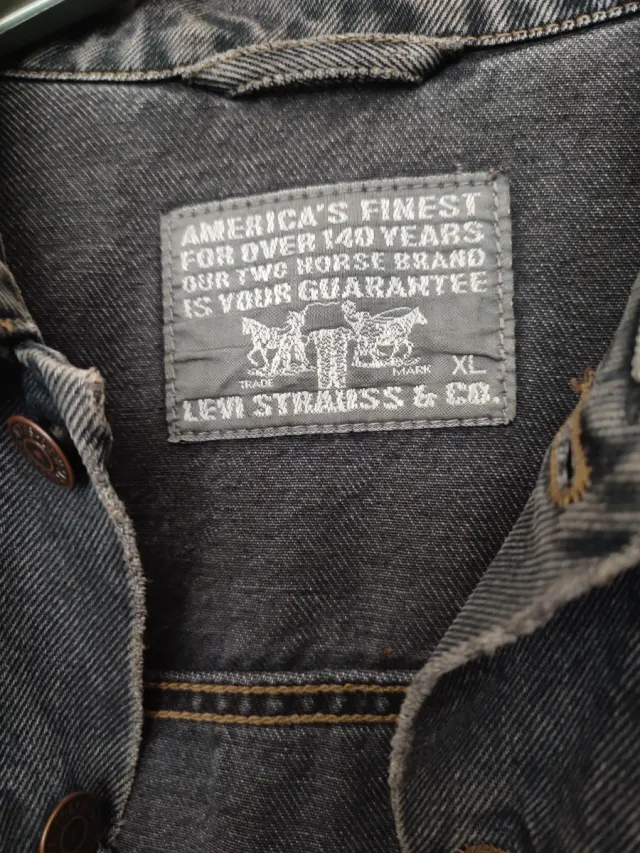 AMERICA'S FINEST
FOR OVER 140 YEARS
OUR TWO HORSE BRAND
IS YOUR GUARANTEE
TRADE MARK XL
LEVI STRAUSS & CO.